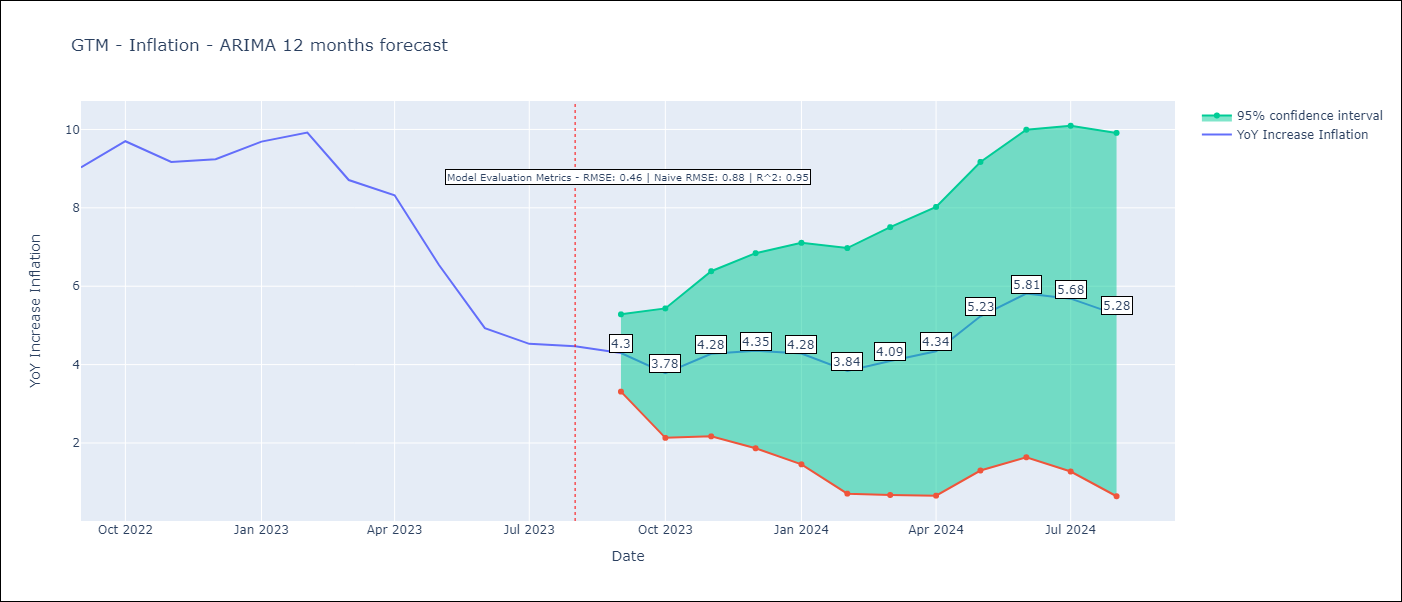 GTM - Inflation - ARIMA 12 months forecast
95% confidence interval
YoY Increase Inflation
Model Evaluation Metrics - RMSE: 0.46 | Naive RMSE: 0.88 | R^2: 0.95
YoY Increase Inflation
10
8
6
4
2
4.3
3.78
4.28
4.35
4.28
3.84
4.09
4.34
5.23
5.81
5.68
5.28
Oct 2022
Jan 2023
Apr 2023
Jul 2023
Oct 2023
Jan 2024
Apr 2024
Jul 2024
Date